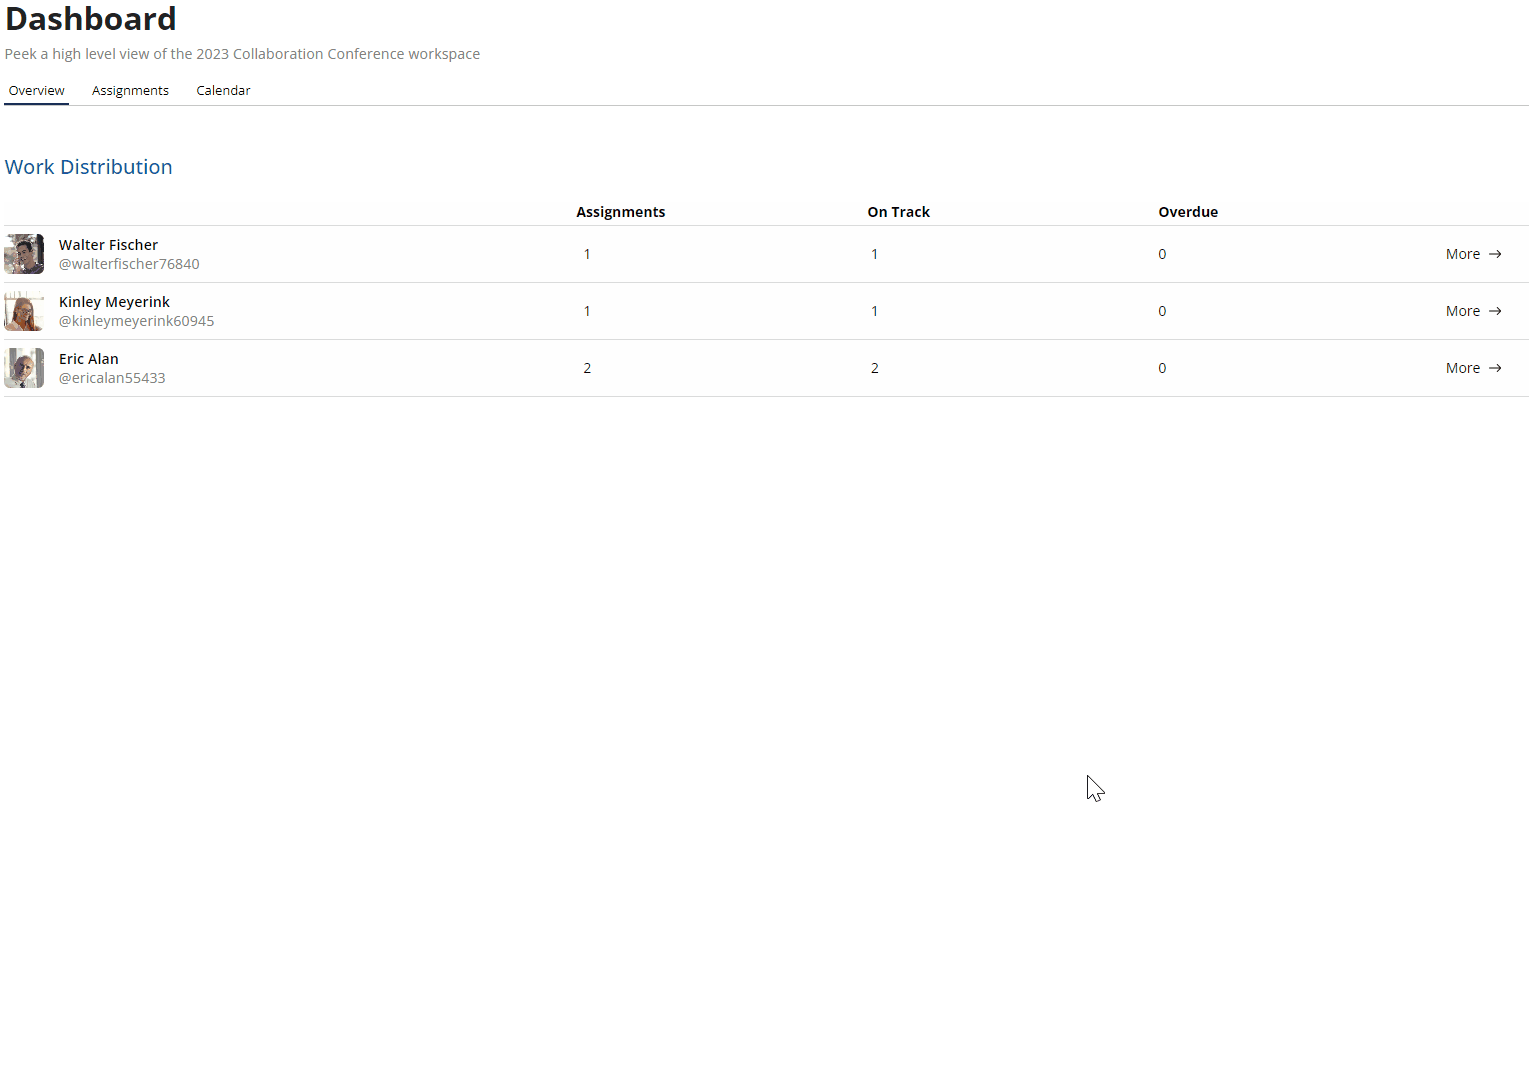 Dashboard
Peek a high level view of the 2023 Collaboration Conference workspace
Overview Assignments Calendar
Work Distribution
Assignments On Track Overdue
Walter Fischer
@walterfischer76840
1 1 0 More →
Kinley Meyerink
@kinleymeyerink60945
1 1 0 More →
Eric Alan
@ericalan55433
2 2 0 More →